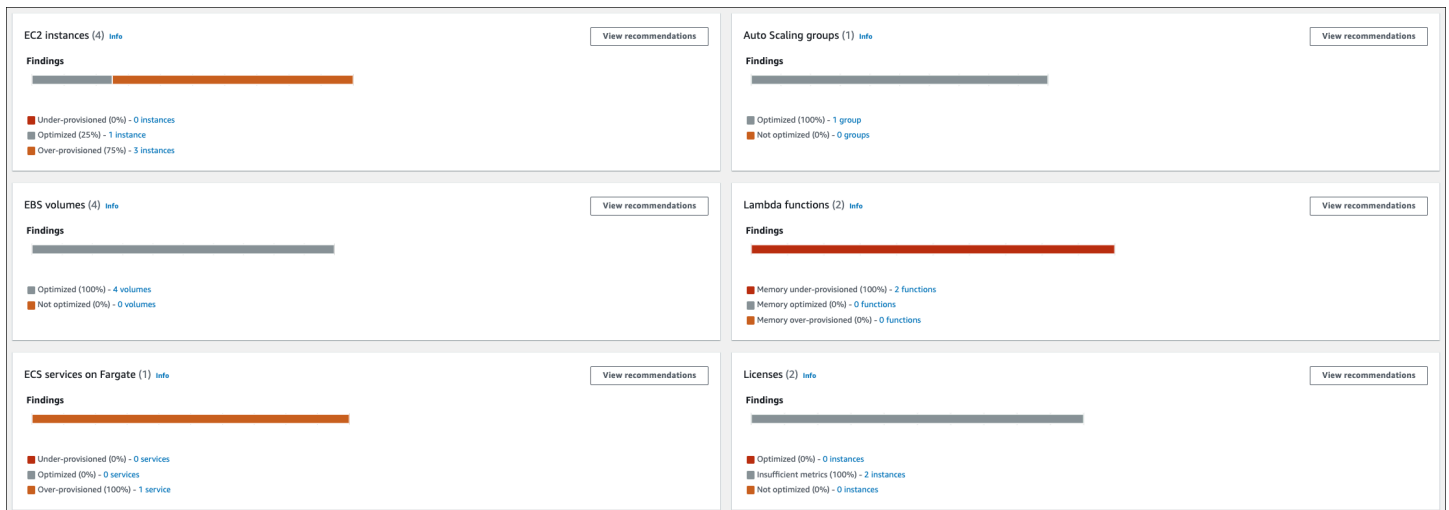 EC2 instances (4) Info
View recommendations
Findings
Under-provisioned (0%) - 0 instances
Optimized (25%) - 1 instance
Over-provisioned (75%) - 3 instances
Auto Scaling groups (1) Info
View recommendations
Findings
Optimized (100%) - 1 group
Not optimized (0%) - 0 groups
EBS volumes (4) Info
View recommendations
Findings
Optimized (100%) - 4 volumes
Not optimized (0%) - 0 volumes
Lambda functions (2) Info
View recommendations
Findings
Memory under-provisioned (100%) - 2 functions
Memory optimized (0%) - 0 functions
Memory over-provisioned (0%) - 0 functions
ECS services on Fargate (1) Info
View recommendations
Findings
Under-provisioned (0%) - 0 services
Optimized (0%) - 0 services
Over-provisioned (100%) - 1 service
Licenses (2) Info
View recommendations
Findings
Optimized (0%) - 0 instances
Insufficient metrics (100%) - 2 instances
Not optimized (0%) - 0 instances